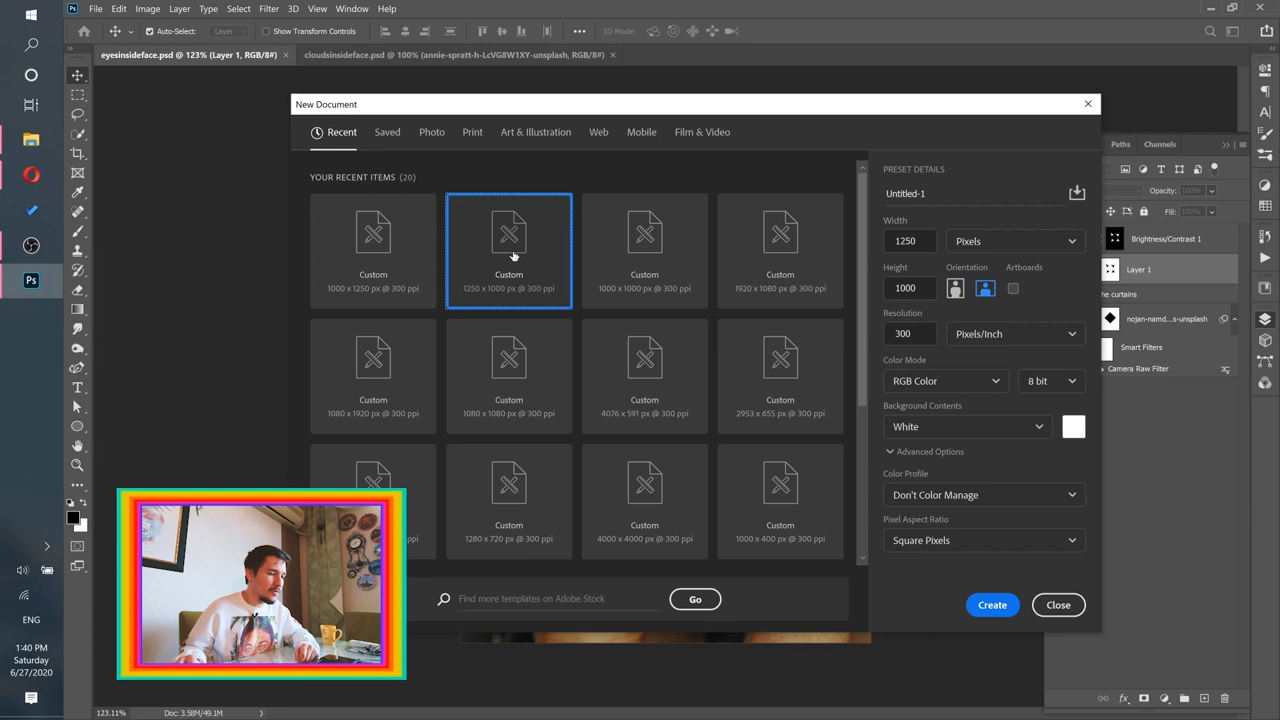 Ps File Edit Image Layer Type Select Filter 3D View Window Help
Auto-Select: Layer Show Transform Controls 3D Mode:
eyesinsideface.psd @ 123% (Layer 1, RGB/8#) × cloudsinsideface.psd @ 100% (annie-spratt-h-LcVG8W1XY-unsplash, RGB/8#) ×
New Document
Recent Saved Photo Print Art & Illustration Web Mobile Film & Video
YOUR RECENT ITEMS (20)
Custom
1000 x 1250 px @ 300 ppi
Custom
1250 x 1000 px @ 300 ppi
Custom
1000 x 1000 px @ 300 ppi
Custom
1920 x 1080 px @ 300 ppi
Custom
1080 x 1920 px @ 300 ppi
Custom
1080 x 1080 px @ 300 ppi
Custom
4076 x 591 px @ 300 ppi
Custom
2953 x 655 px @ 300 ppi
Custom
1280 x 720 px @ 300 ppi
Custom
4000 x 4000 px @ 300 ppi
Custom
1000 x 400 px @ 300 ppi
Find more templates on Adobe Stock
Go
PRESET DETAILS
Untitled-1
Width
1250 Pixels
Height Orientation Artboards
1000
Resolution
300 Pixels/Inch
Color Mode
RGB Color 8 bit
Background Contents
White
Advanced Options
Color Profile
Don't Color Manage
Pixel Aspect Ratio
Square Pixels
Create Close
Paths Channels
Opacity: 100%
Fill: 100%
Brightness/Contrast 1
Layer 1
he curtains
nojan-namd...s-unsplash
Smart Filters
Camera Raw Filter
Ps
ENG
1:40 PM
Saturday
6/27/2020
123.11% Doc: 3.58M/49.1M